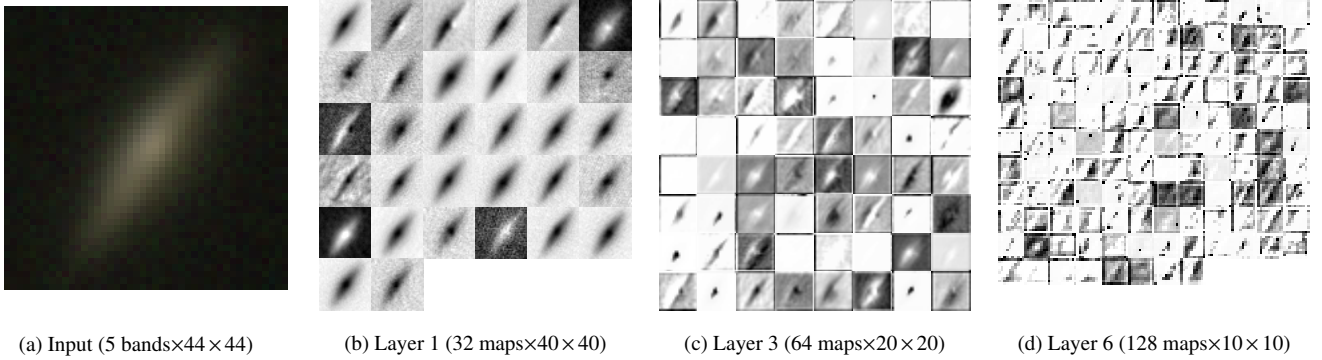 (a) Input (5 bands×44×44)
(b) Layer 1 (32 maps×40×40)
(c) Layer 3 (64 maps×20×20)
(d) Layer 6 (128 maps×10×10)